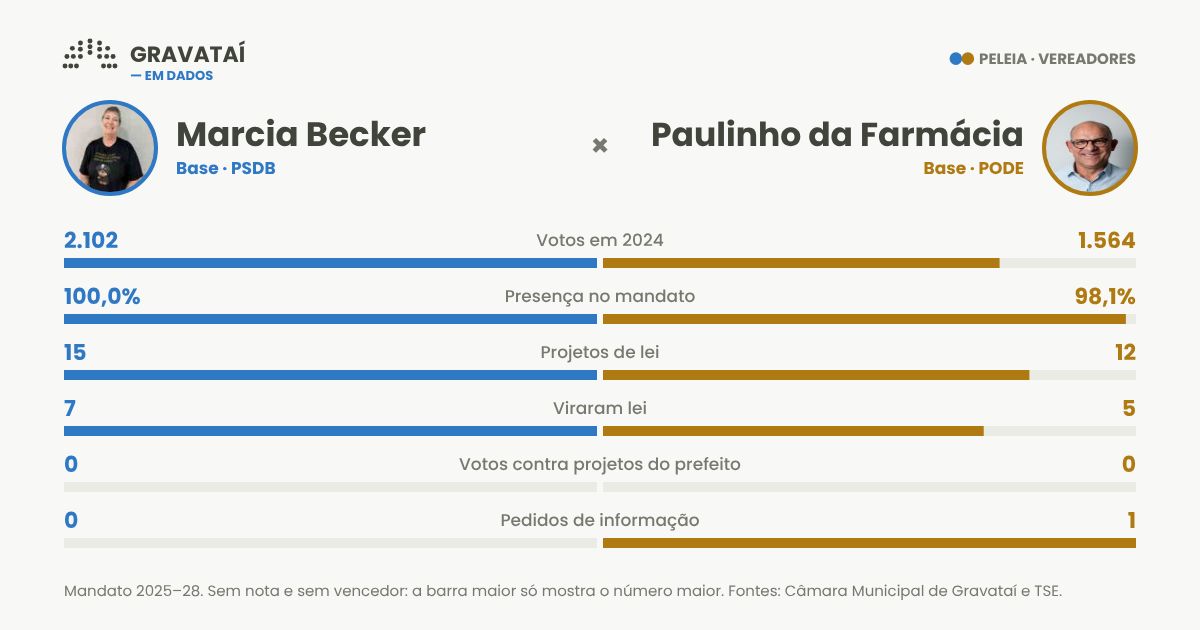 GRAVATAÍ
— EM DADOS
PELEIA · VEREADORES
Marcia Becker
Base · PSDB
×
Paulinho da Farmácia
Base · PODE
2.102 Votos em 2024 1.564
100,0% Presença no mandato 98,1%
15 Projetos de lei 12
7 Viraram lei 5
0 Votos contra projetos do prefeito 0
0 Pedidos de informação 1
Mandato 2025–28. Sem nota e sem vencedor: a barra maior só mostra o número maior. Fontes: Câmara Municipal de Gravataí e TSE.